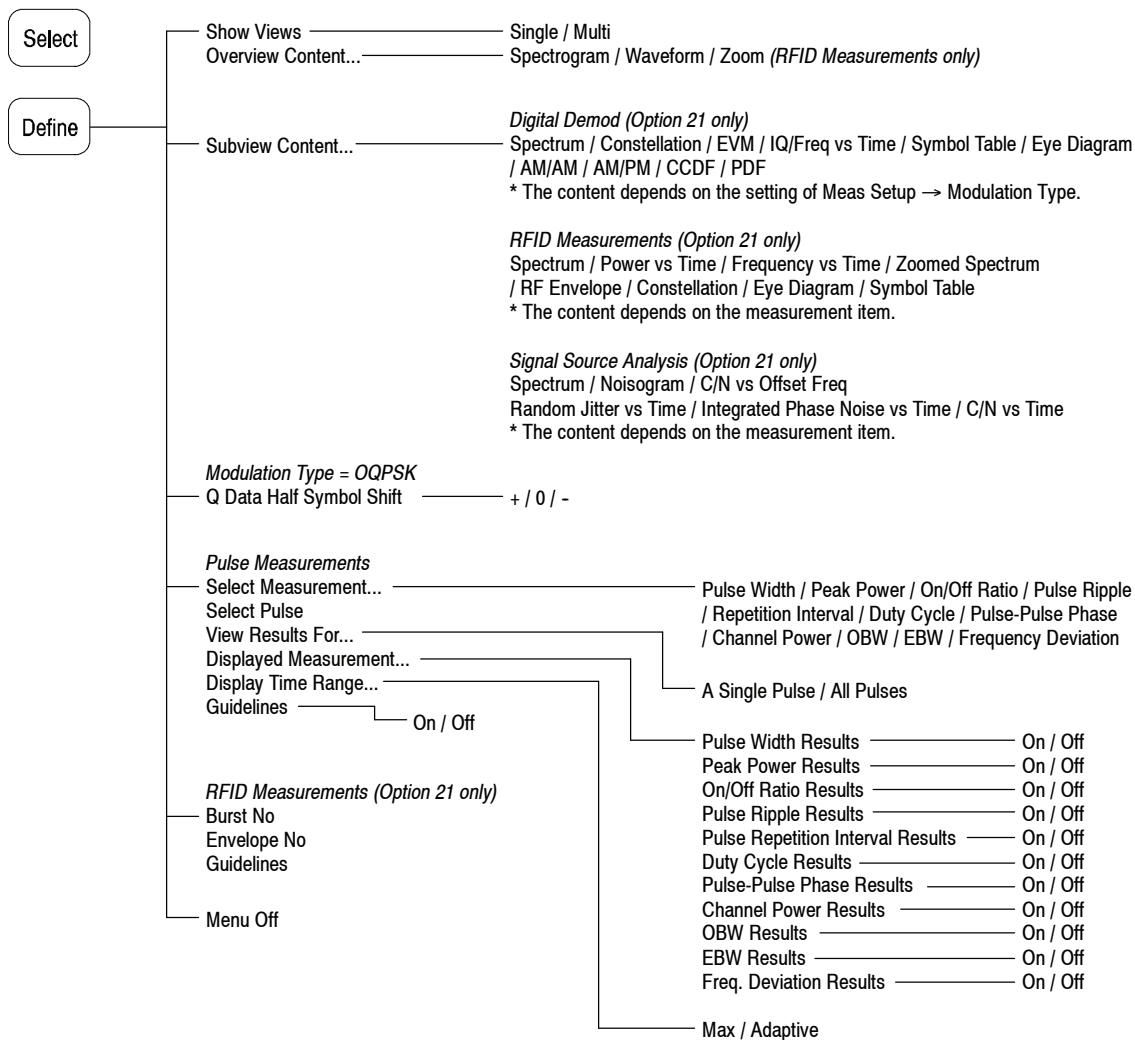 Select
Show Views Single / Multi
Overview Content... Spectrogram / Waveform / Zoom (RFID Measurements only)
Define
Digital Demod (Option 21 only)
Subview Content... Spectrum / Constellation / EVM / IQ/Freq vs Time / Symbol Table / Eye Diagram
/ AM/AM / AM/PM / CCDF / PDF
* The content depends on the setting of Meas Setup → Modulation Type.
RFID Measurements (Option 21 only)
Spectrum / Power vs Time / Frequency vs Time / Zoomed Spectrum
/ RF Envelope / Constellation / Eye Diagram / Symbol Table
* The content depends on the measurement item.
Signal Source Analysis (Option 21 only)
Spectrum / Noisogram / C/N vs Offset Freq
Random Jitter vs Time / Integrated Phase Noise vs Time / C/N vs Time
* The content depends on the measurement item.
Modulation Type = OQPSK
Q Data Half Symbol Shift + / 0 / -
Pulse Measurements
Select Measurement... Pulse Width / Peak Power / On/Off Ratio / Pulse Ripple
/ Repetition Interval / Duty Cycle / Pulse-Pulse Phase
/ Channel Power / OBW / EBW / Frequency Deviation
Select Pulse
View Results For...
A Single Pulse / All Pulses
Displayed Measurement...
Display Time Range...
Guidelines On / Off
Pulse Width Results On / Off
Peak Power Results On / Off
On/Off Ratio Results On / Off
Pulse Ripple Results On / Off
Pulse Repetition Interval Results On / Off
Duty Cycle Results On / Off
Pulse-Pulse Phase Results On / Off
Channel Power Results On / Off
OBW Results On / Off
EBW Results On / Off
Freq. Deviation Results On / Off
Max / Adaptive
RFID Measurements (Option 21 only)
Burst No
Envelope No
Guidelines
Menu Off